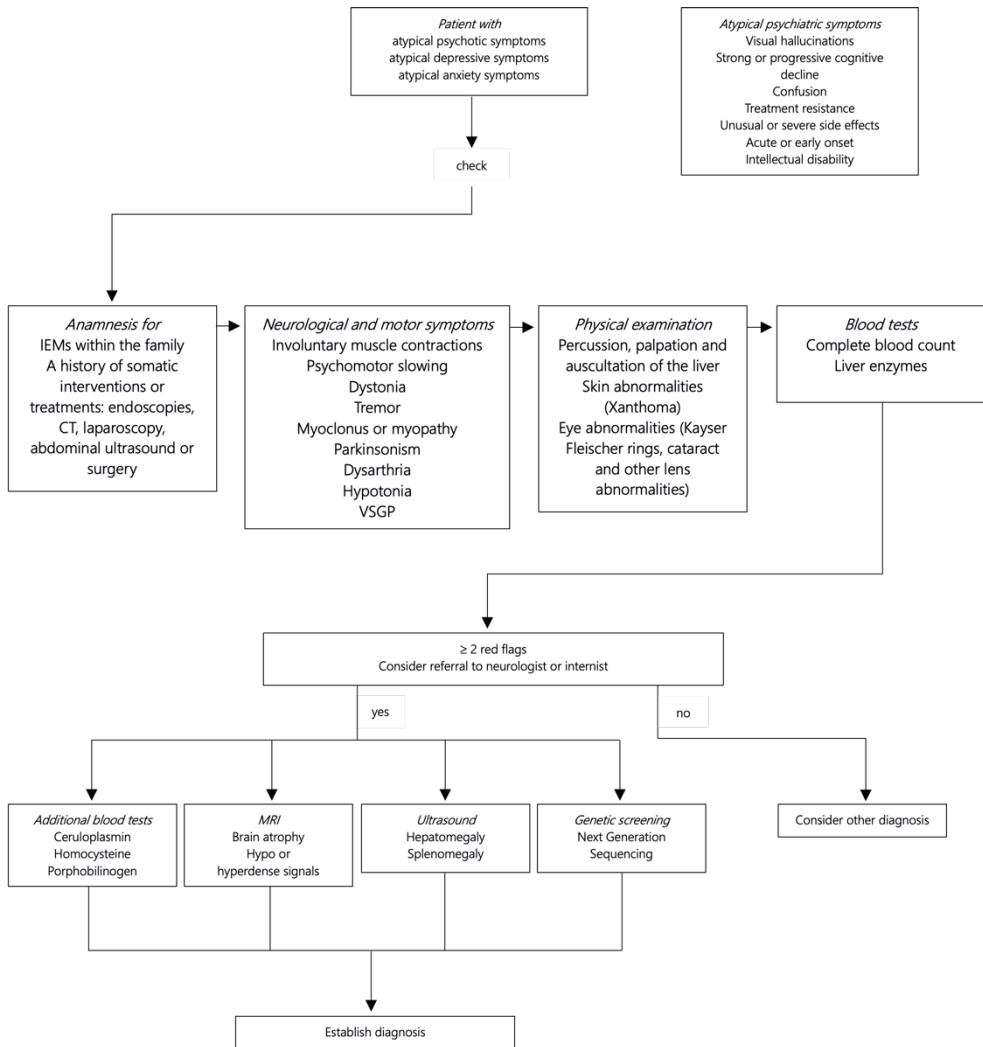 Patient with
atypical psychotic symptoms
atypical depressive symptoms
atypical anxiety symptoms
Atypical psychiatric symptoms
Visual hallucinations
Strong or progressive cognitive
decline
Confusion
Treatment resistance
Unusual or severe side effects
Acute or early onset
Intellectual disability
check
Anamnesis for
IEMs within the family
A history of somatic
interventions or
treatments: endoscopies,
CT, laparoscopy,
abdominal ultrasound or
surgery
Neurological and motor symptoms
Involuntary muscle contractions
Psychomotor slowing
Dystonia
Tremor
Myoclonus or myopathy
Parkinsonism
Dysarthria
Hypotonia
VSGP
Physical examination
Percussion, palpation and
auscultation of the liver
Skin abnormalities
(Xanthoma)
Eye abnormalities (Kayser
Fleischer rings, cataract
and other lens
abnormalities)
Blood tests
Complete blood count
Liver enzymes
≥ 2 red flags
Consider referral to neurologist or internist
yes
no
Additional blood tests
Ceruloplasmin
Homocysteine
Porphobilinogen
MRI
Brain atrophy
Hypo or
hyperdense signals
Ultrasound
Hepatomegaly
Splenomegaly
Genetic screening
Next Generation
Sequencing
Consider other diagnosis
Establish diagnosis